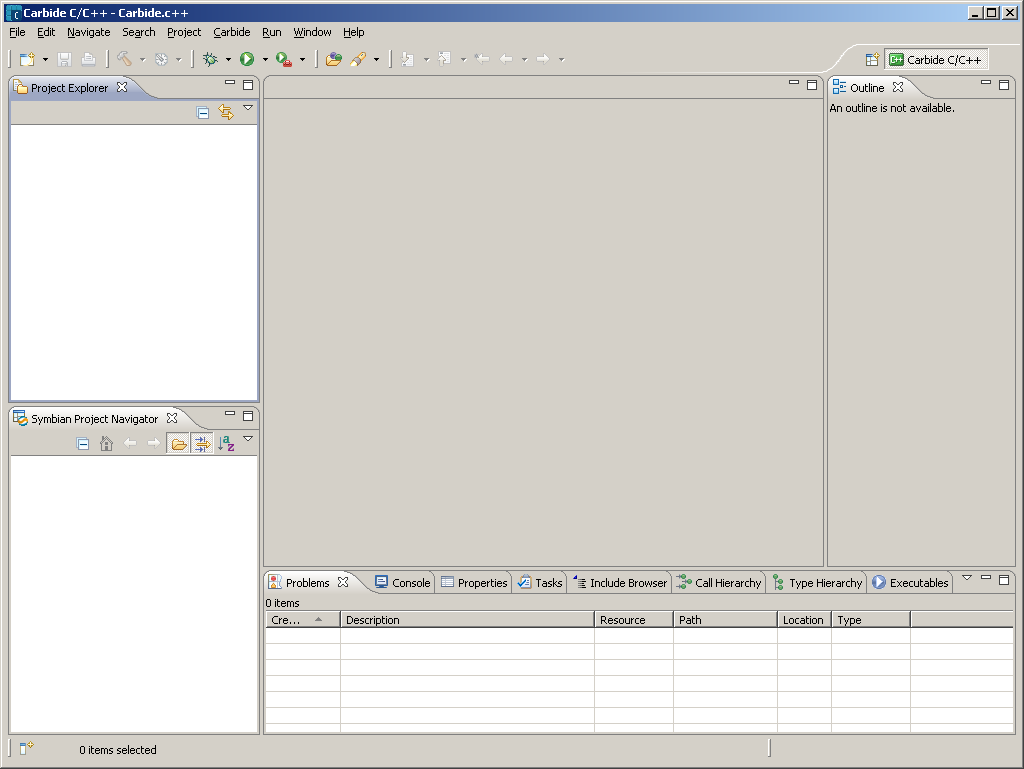 Carbide C/C++ - Carbide.c++
File Edit Navigate Search Project Carbide Run Window Help
Carbide C/C++
Project Explorer
Outline
An outline is not available.
Symbian Project Navigator
Problems Console Properties Tasks Include Browser Call Hierarchy Type Hierarchy Executables
0 items
Cre... Description Resource Path Location Type
0 items selected